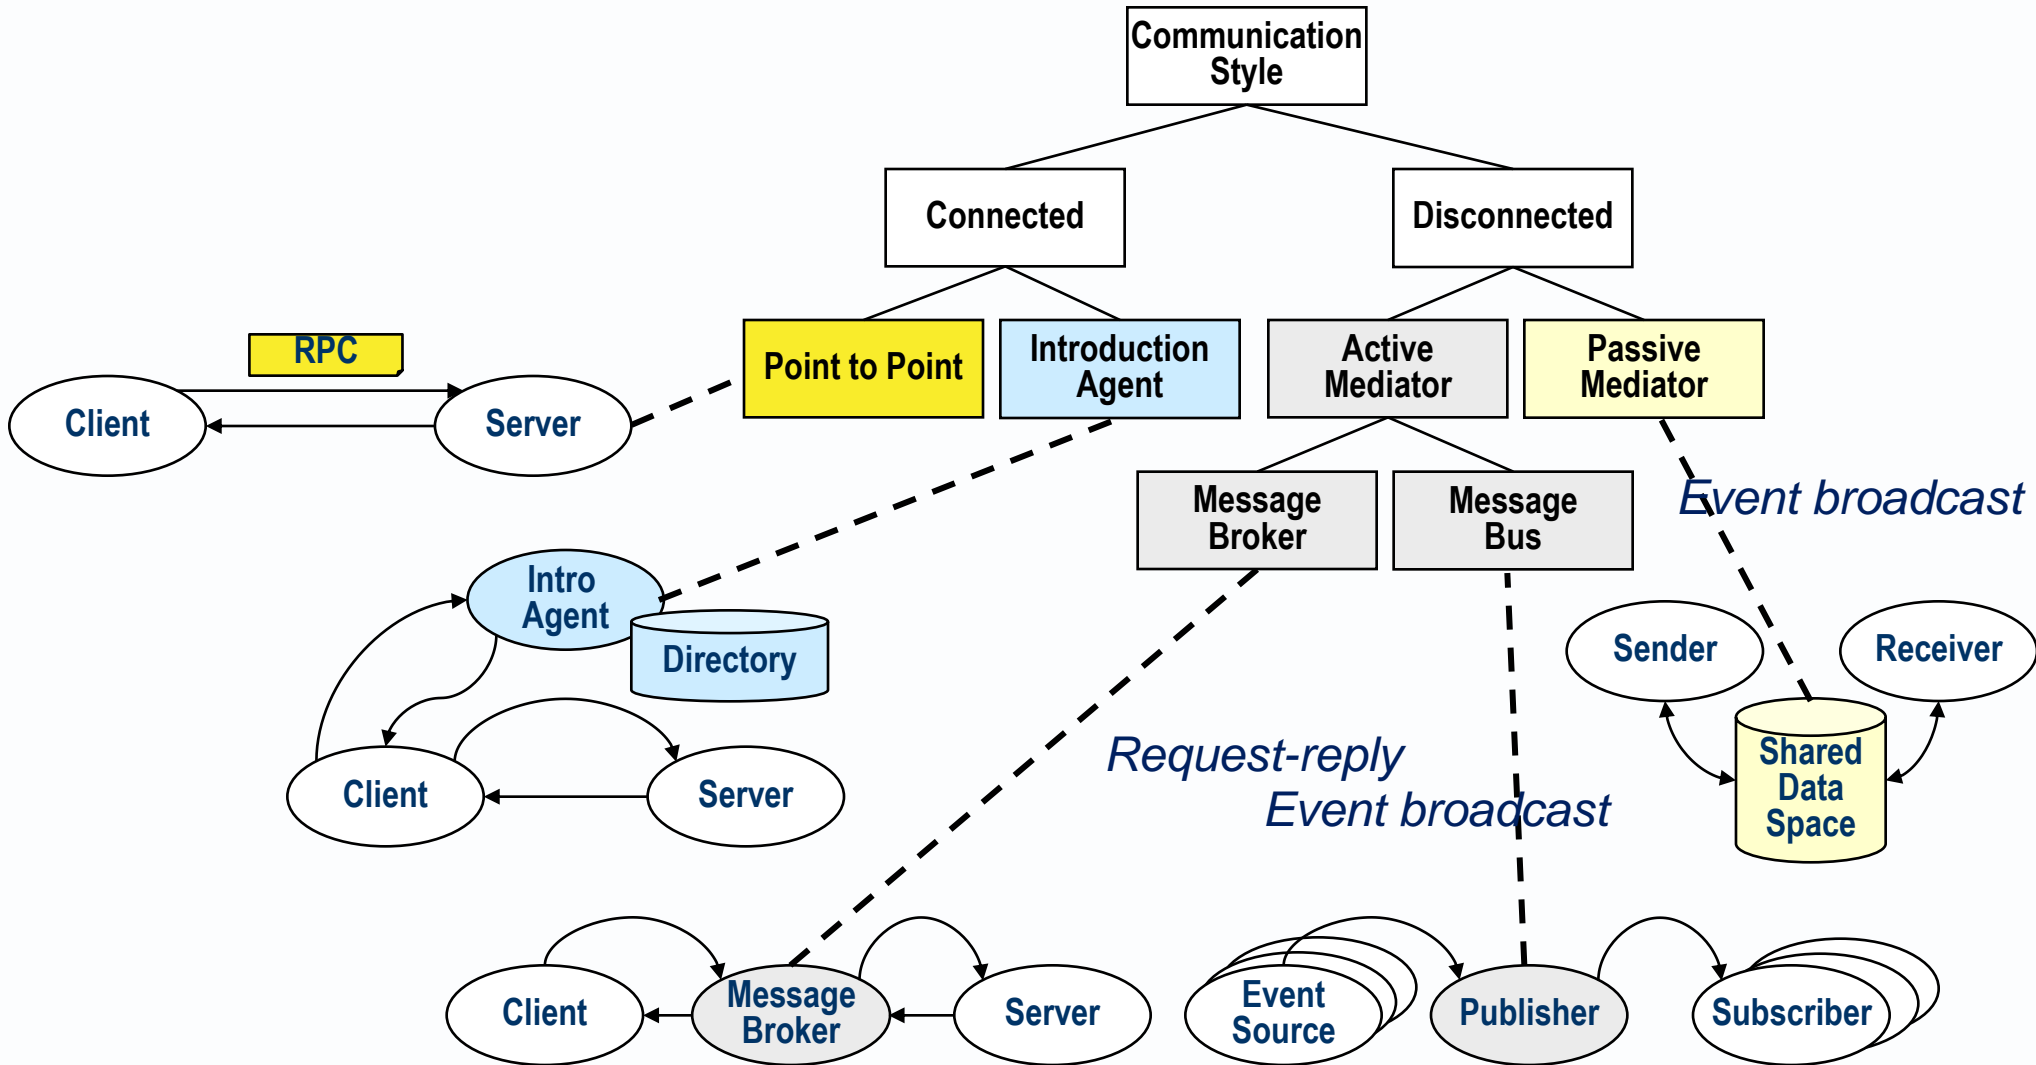 Communication
Style
Connected
Disconnected
Point to Point
Introduction
Agent
Active
Mediator
Passive
Mediator
RPC
Client
Server
Message
Broker
Message
Bus
Event broadcast
Intro
Agent
Directory
Client
Server
Sender
Receiver
Shared
Data
Space
Request-reply
Event broadcast
Client
Message
Broker
Server
Event
Source
Publisher
Subscriber